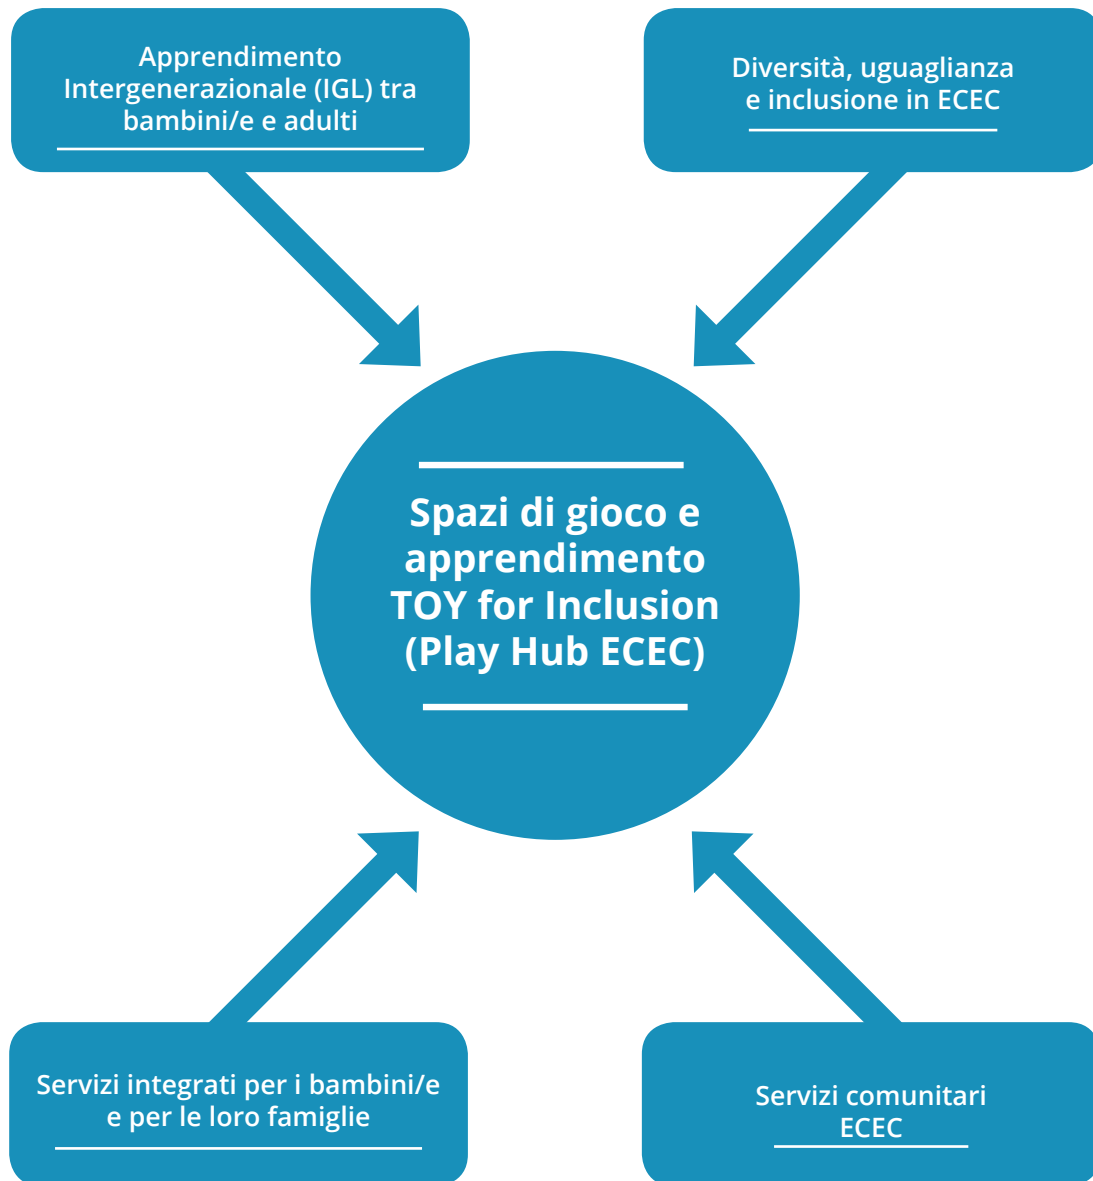 Apprendimento
Intergenerazionale (IGL) tra
bambini/e e adulti
Diversità, uguaglianza
e inclusione in ECEC
Spazi di gioco e
apprendimento
TOY for Inclusion
(Play Hub ECEC)
Servizi integrati per i bambini/e
e per le loro famiglie
Servizi comunitari
ECEC